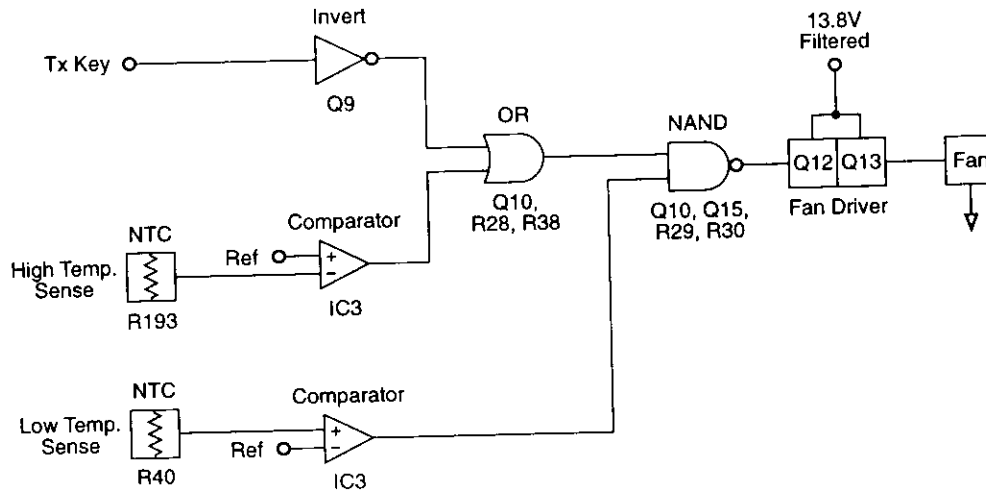 Invert
Tx Key
Q9
13.8V
Filtered
OR
NAND
Q12
Q13
Fan
Q10,
R28, R38
Q10, Q15,
R29, R30
Fan Driver
Comparator
NTC
Ref
+
−
High Temp.
Sense
IC3
R193
NTC
Comparator
Low Temp.
Sense
+
Ref
−
IC3
R40